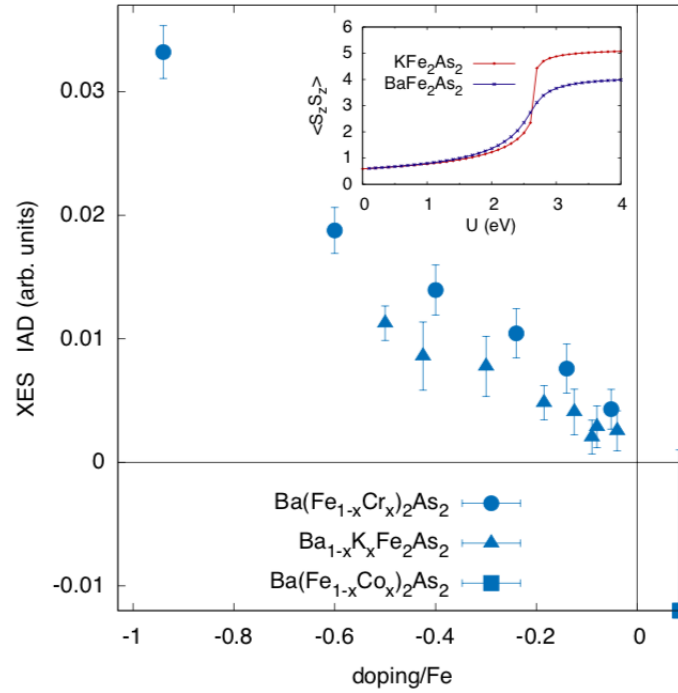 0.03
0.02
0.01
0
-0.01
XES IAD (arb. units)
6
5
4
3
2
1
0
<S_zS_z>
KFe₂As₂
BaFe₂As₂
0 1 2 3 4
U (eV)
Ba(Fe₁₋ₓCrₓ)₂As₂
Ba₁₋ₓKₓFe₂As₂
Ba(Fe₁₋ₓCoₓ)₂As₂
-1 -0.8 -0.6 -0.4 -0.2 0
doping/Fe